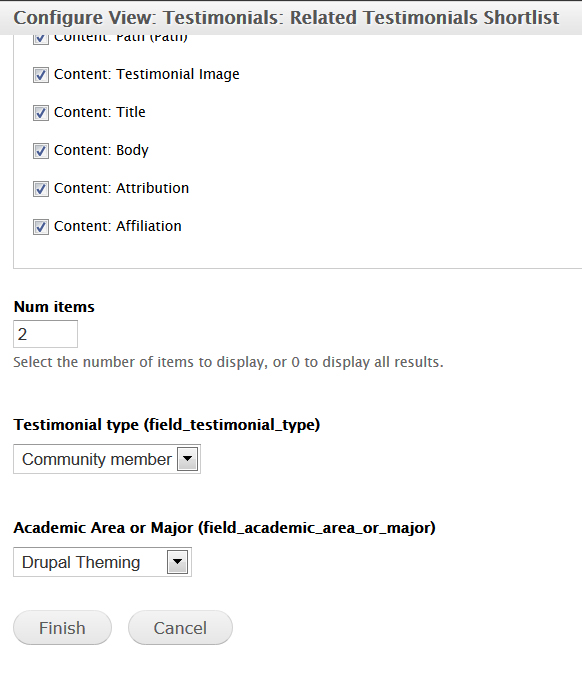 Configure View: Testimonials: Related Testimonials Shortlist
Content: Path (Path)
Content: Testimonial Image
Content: Title
Content: Body
Content: Attribution
Content: Affiliation
Num items
2
Select the number of items to display, or 0 to display all results.
Testimonial type (field_testimonial_type)
Community member
Academic Area or Major (field_academic_area_or_major)
Drupal Theming
Finish Cancel